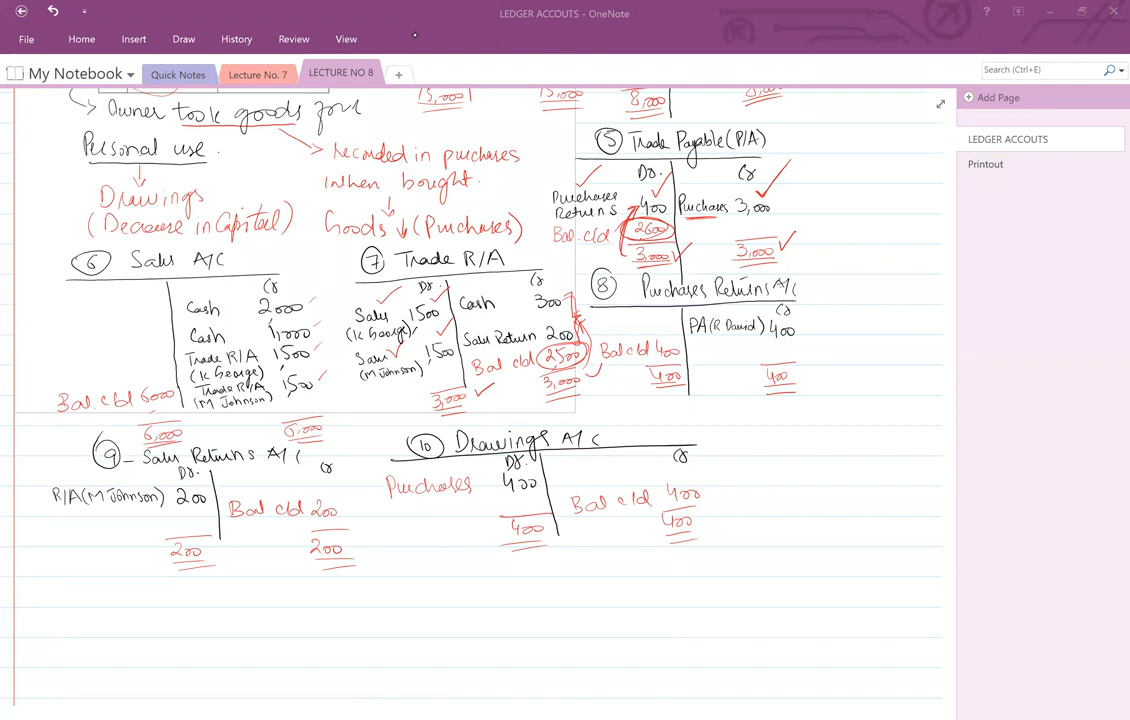 LEDGER ACCOUTS - OneNote
File Home Insert Draw History Review View
My Notebook Quick Notes Lecture No. 7 LECTURE NO 8 +
Search (Ctrl+E)
Add Page
LEDGER ACCOUTS
Printout
Owner took goods for
Personal use.
Drawings
(Decrease in Capital)
recorded in purchases
when bought.
Goods ↓ (Purchases)
13,000 13,000
8,000
5 Trade Payable (P/A)
Dr. Cr
Purchases Returns 400 Purchases 3,000
Bal. c/d 2600
3,000 3,000
6 Sales A/C
Cr
Cash 2000
Cash 1,000
Trade R/A 1500
(K George)
Trade R/A 1,500
(M Johnson)
Bal. c/d 6000
6,000 6,000
7 Trade R/A
Dr. Cr
Sales 1500 Cash 300
(K George)
Sales Return 200
Sales 1500
(M Johnson)
Bal c/d 2500
3,000 3,000
8 Purchases Returns A/C
Cr
PA (R David) 400
Bal c/d 400
400 400
9 - Sales Returns A/C
Dr. Cr
R/A (M Johnson) 200 Bal c/d 200
200 200
10 Drawings A/C
Dr. Cr
Purchases 400 Bal c/d 400
400 400